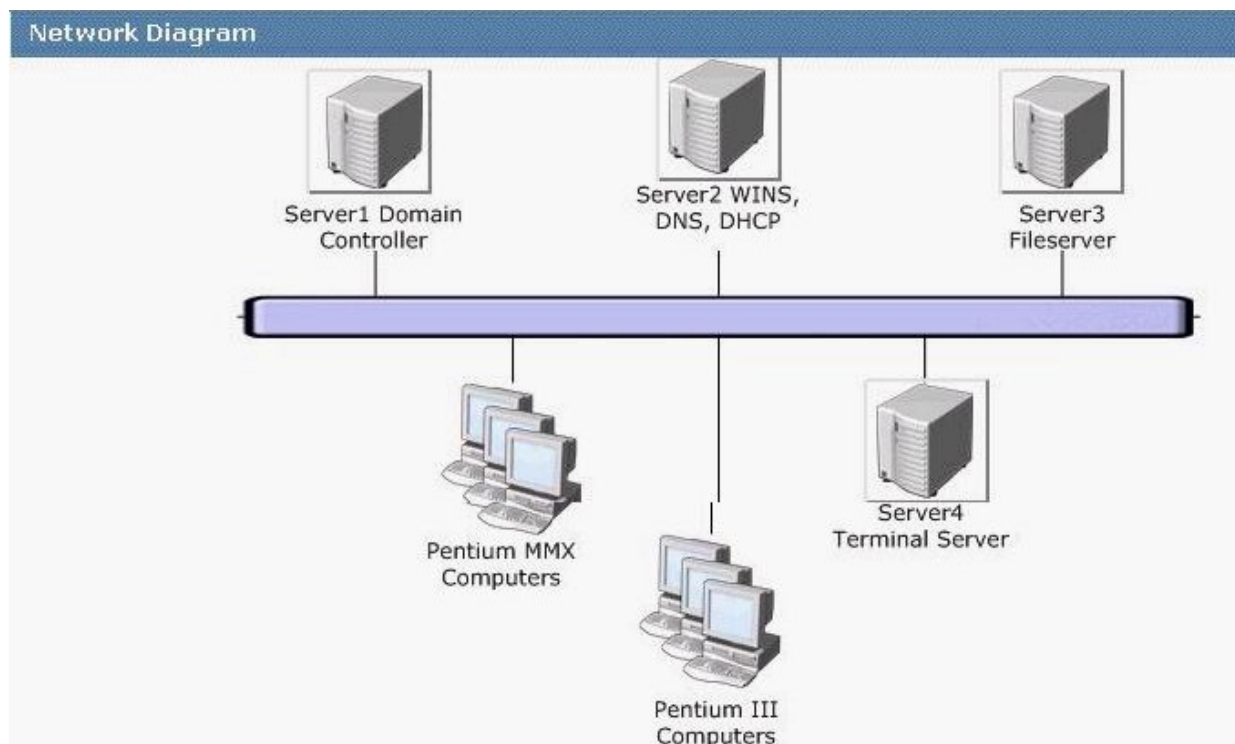 Network Diagram
Server1 Domain
Controller
Server2 WINS,
DNS, DHCP
Server3
Fileserver
Pentium MMX
Computers
Server4
Terminal Server
Pentium III
Computers